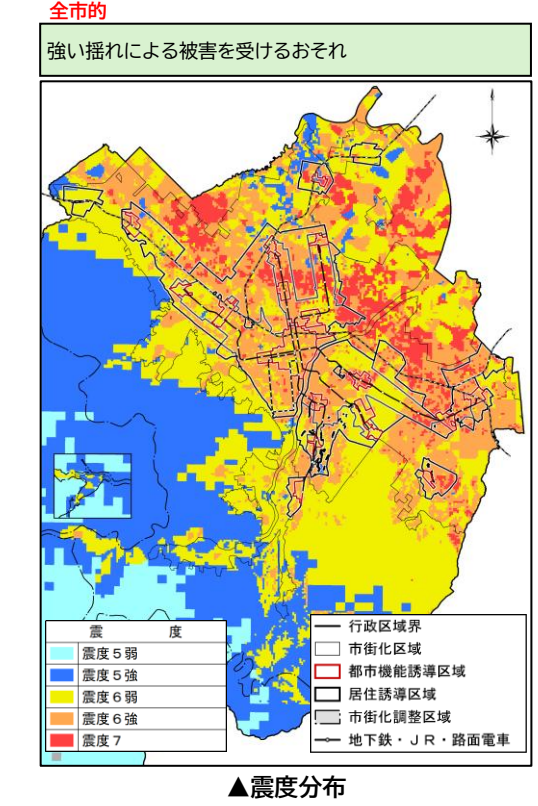 全市的
強い揺れによる被害を受けるおそれ
震　度
震度５弱
震度５強
震度６弱
震度６強
震度７
行政区域界
市街化区域
都市機能誘導区域
居住誘導区域
市街化調整区域
地下鉄・ＪＲ・路面電車
▲震度分布